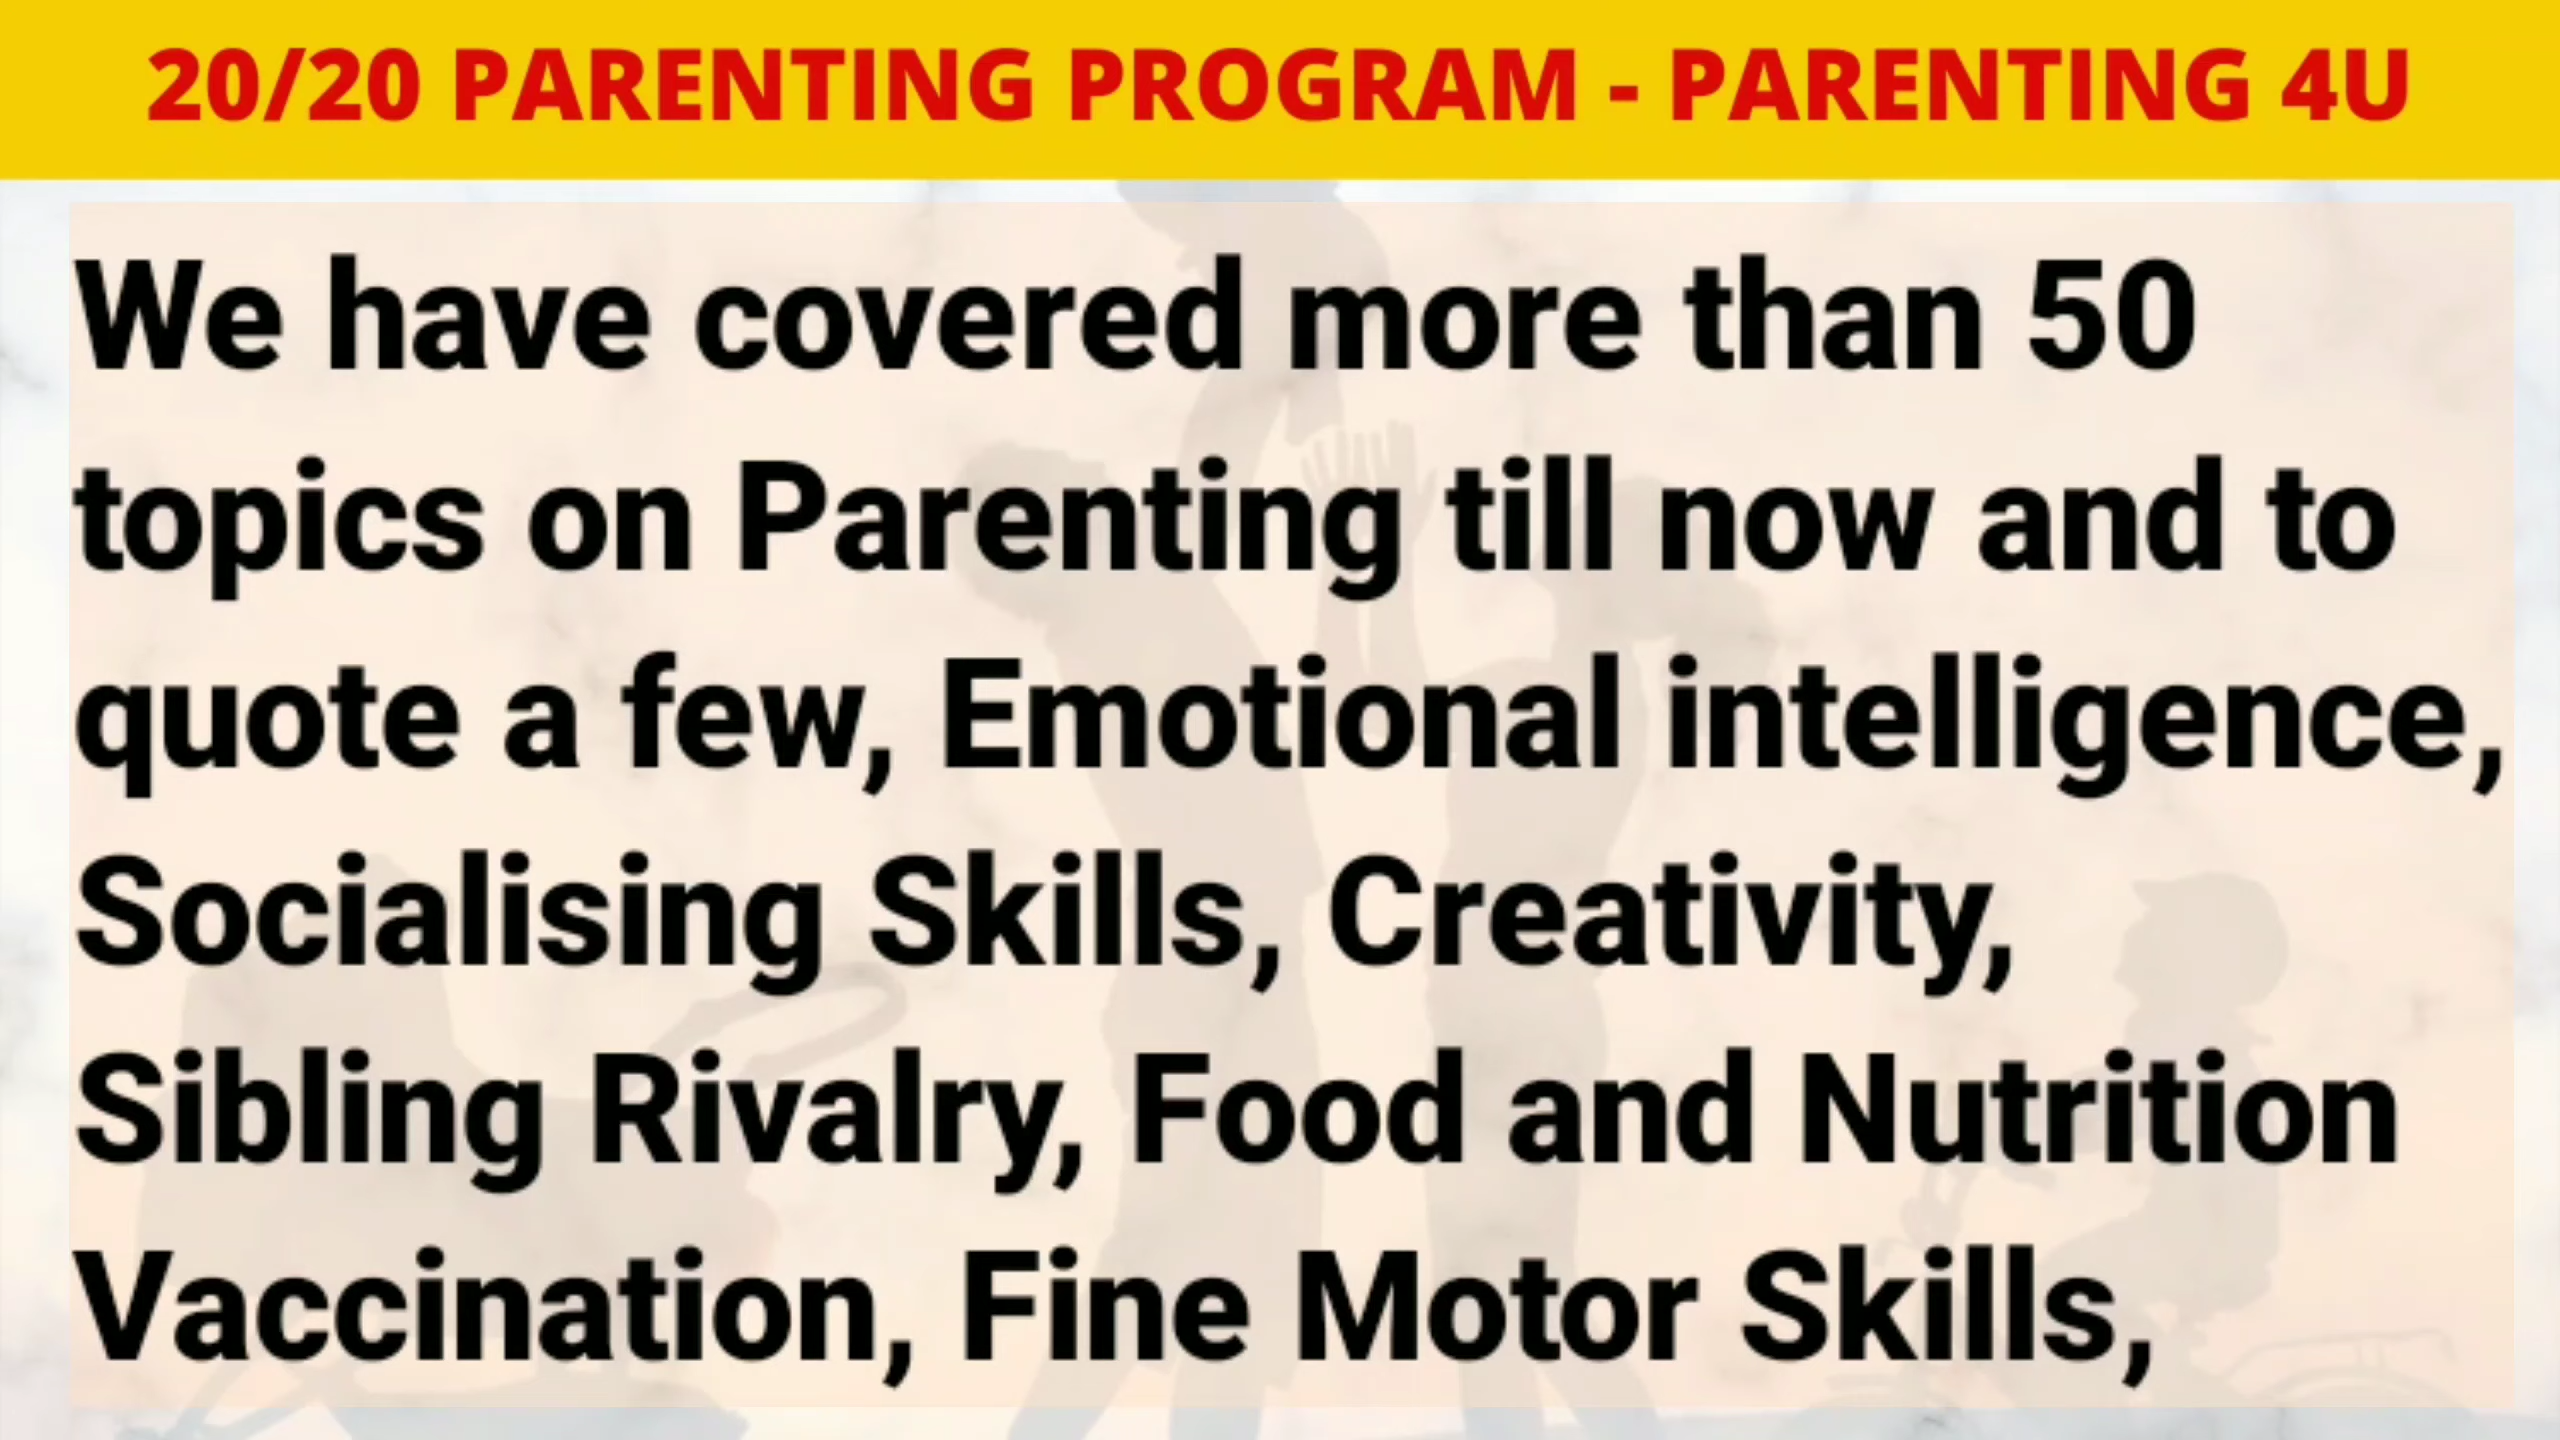 20/20 PARENTING PROGRAM - PARENTING 4U
We have covered more than 50
topics on Parenting till now and to
quote a few, Emotional intelligence,
Socialising Skills, Creativity,
Sibling Rivalry, Food and Nutrition
Vaccination, Fine Motor Skills,